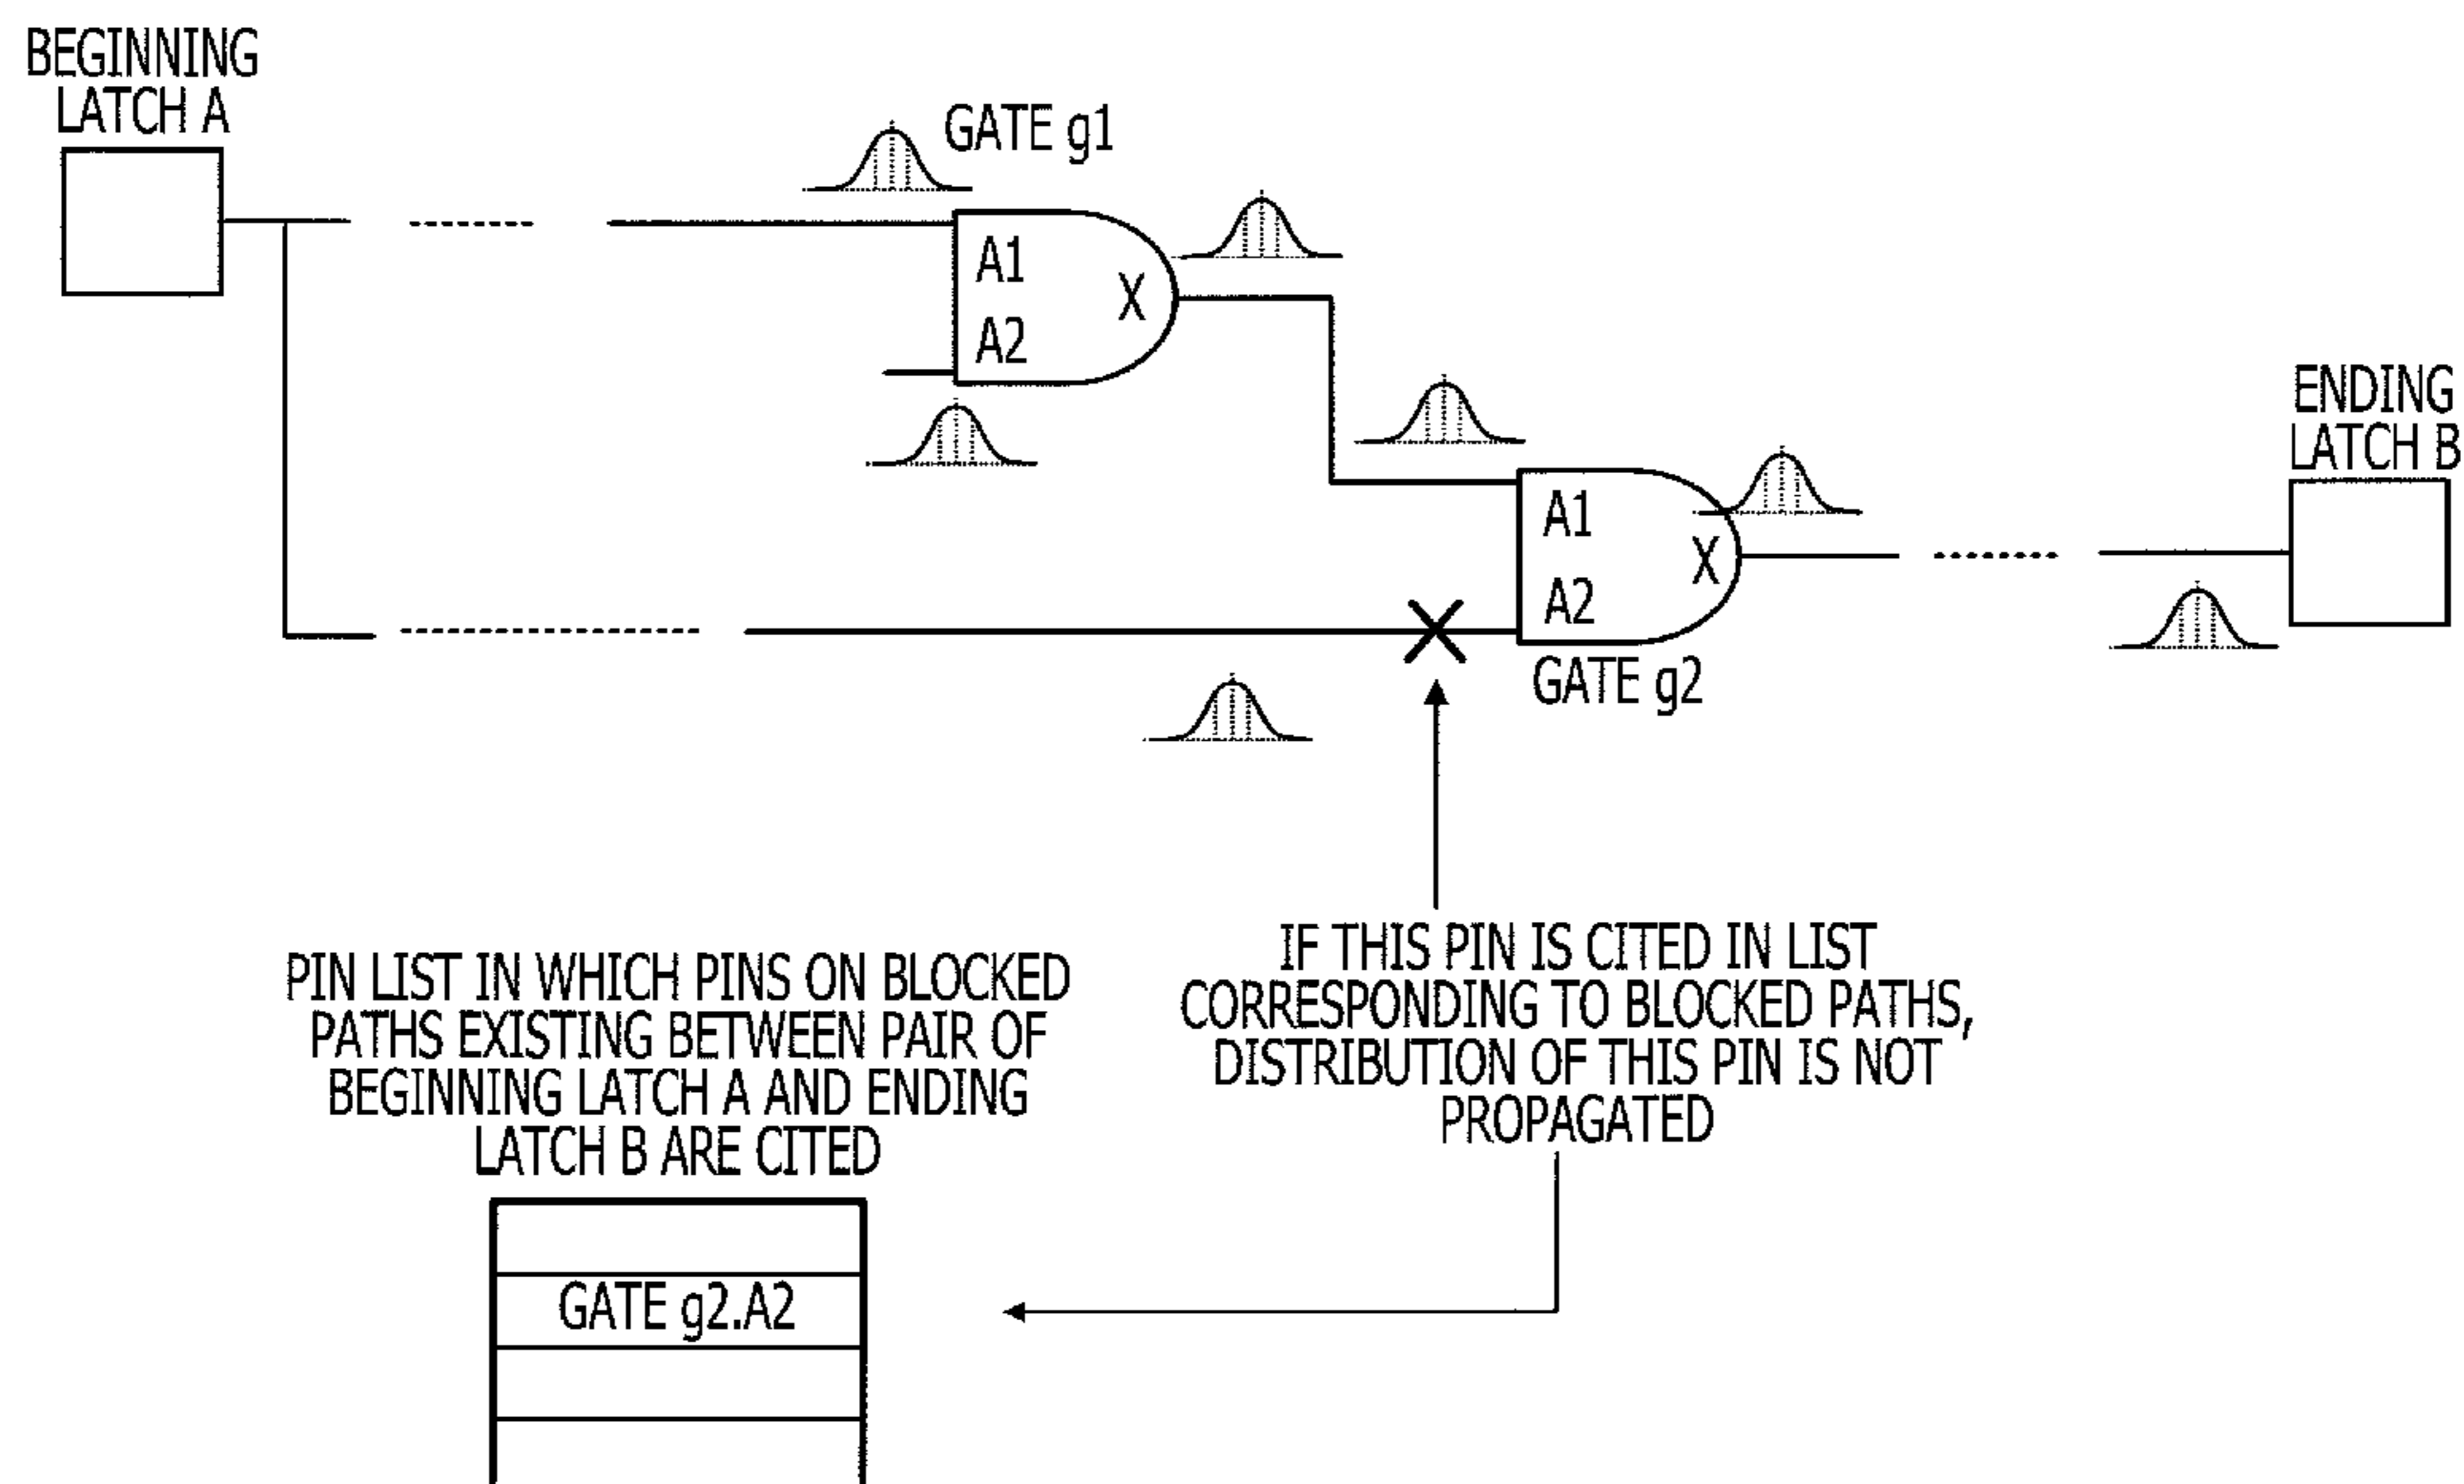 BEGINNING
LATCH A
GATE g1
A1
X
A2
ENDING
LATCH B
A1
X
A2
GATE g2
IF THIS PIN IS CITED IN LIST
CORRESPONDING TO BLOCKED PATHS,
DISTRIBUTION OF THIS PIN IS NOT
PROPAGATED
PIN LIST IN WHICH PINS ON BLOCKED
PATHS EXISTING BETWEEN PAIR OF
BEGINNING LATCH A AND ENDING
LATCH B ARE CITED
GATE g2.A2